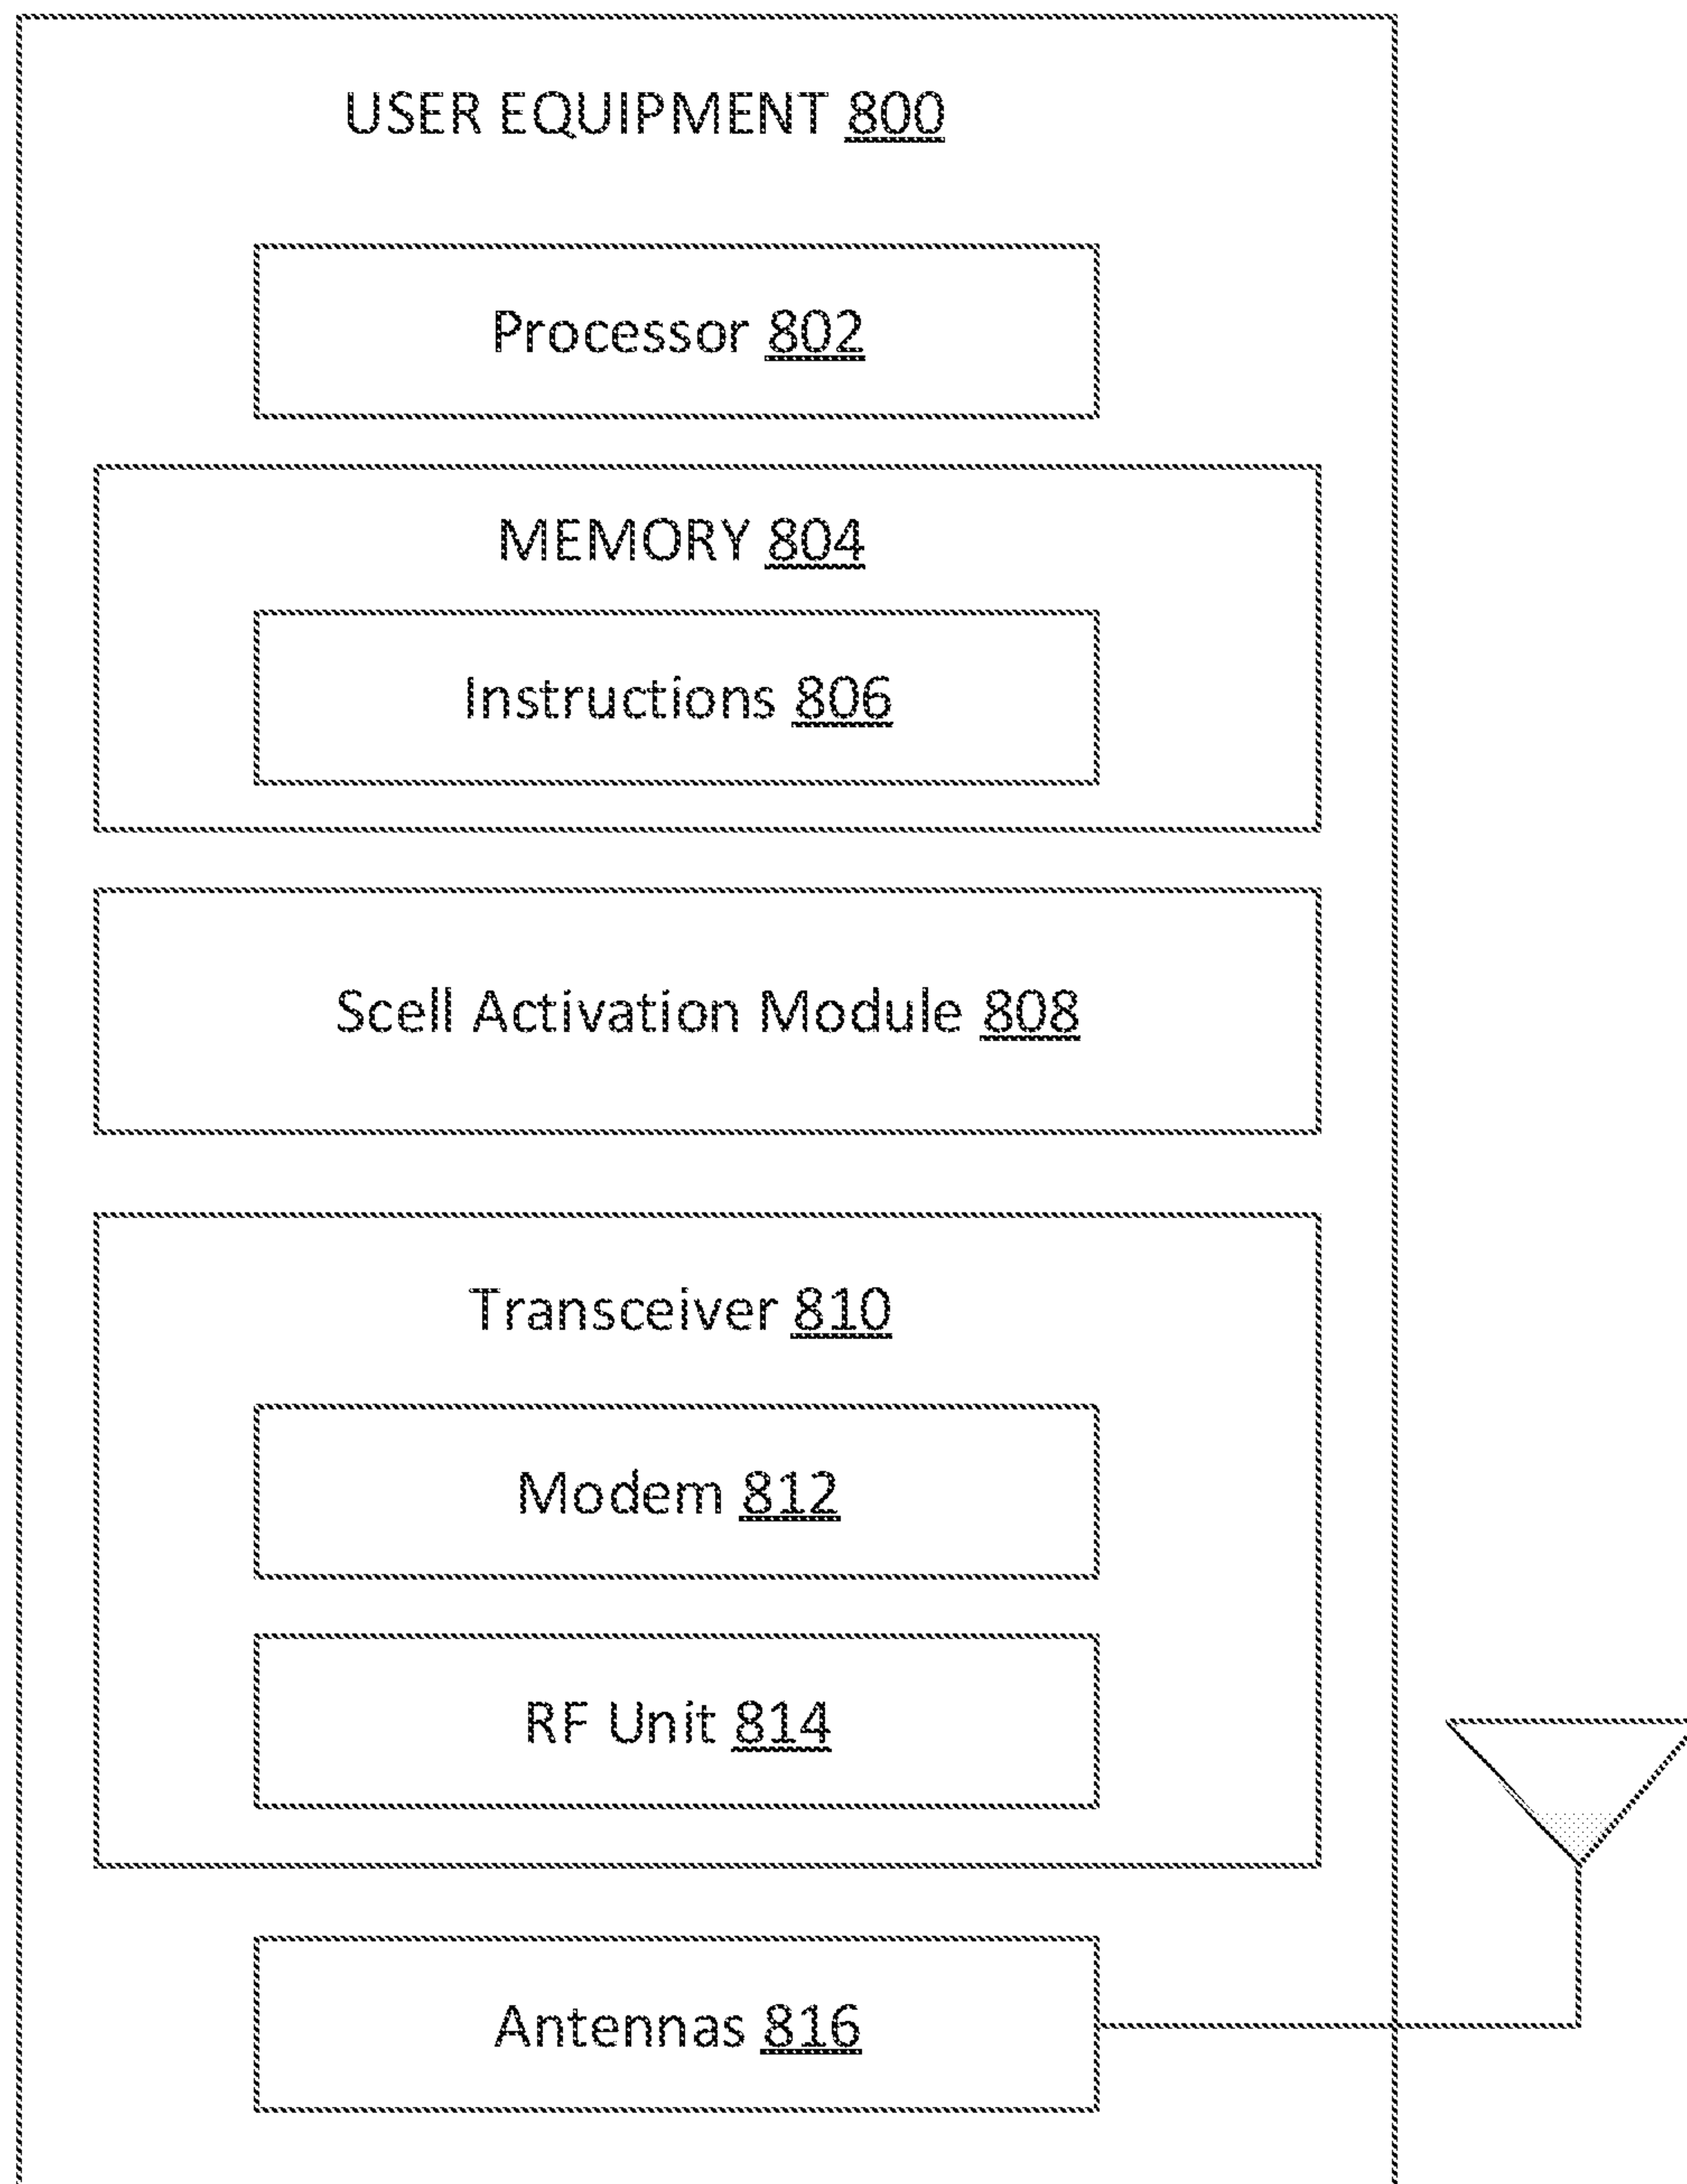 USER EQUIPMENT 800
Processor 802
MEMORY 804
Instructions 806
Scell Activation Module 808
Transceiver 810
Modem 812
RF Unit 814
Antennas 816